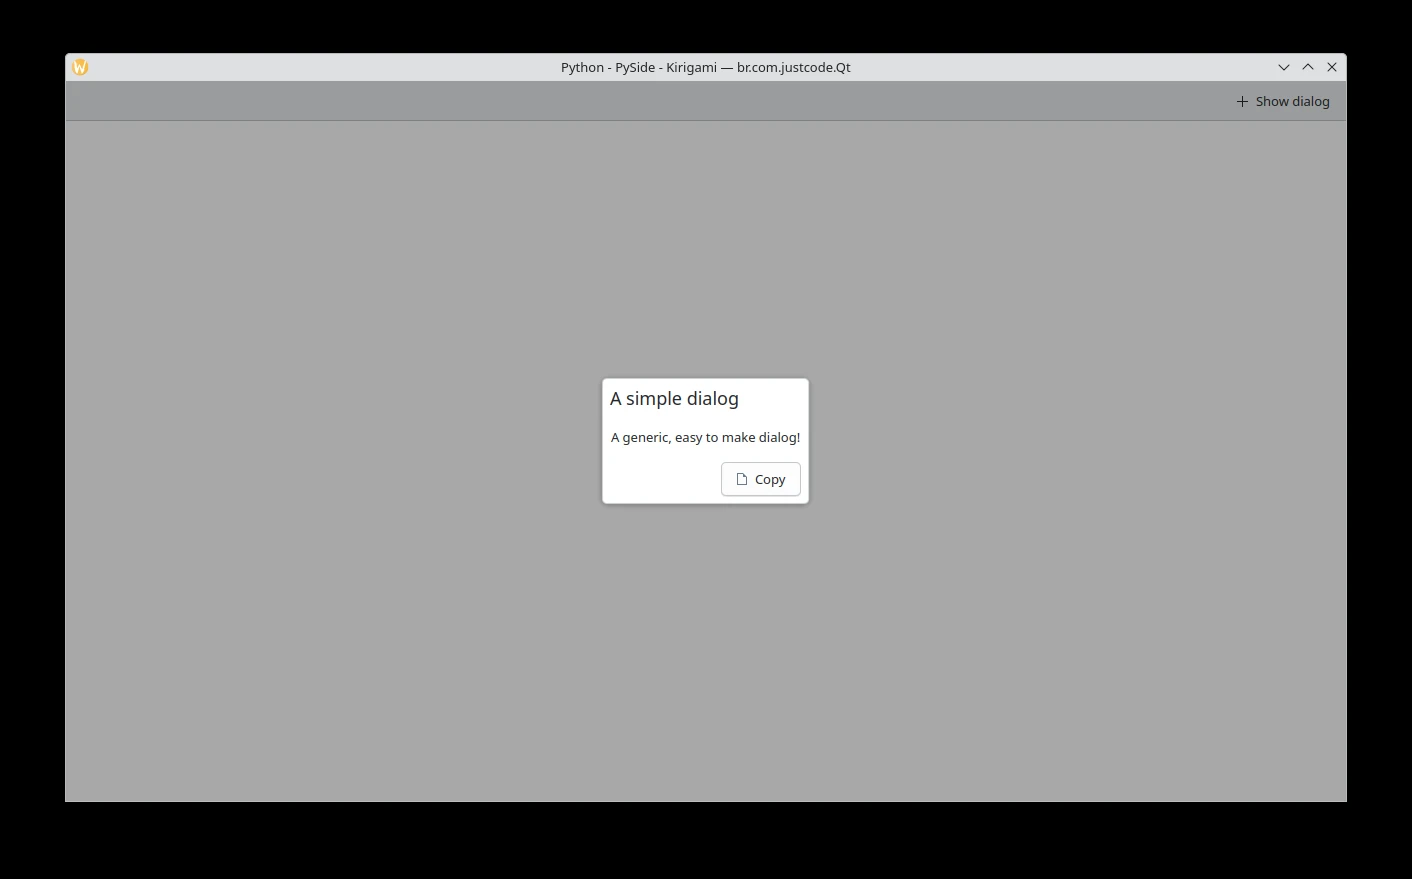 Python - PySide - Kirigami — br.com.justcode.Qt
Show dialog
A simple dialog
A generic, easy to make dialog!
Copy